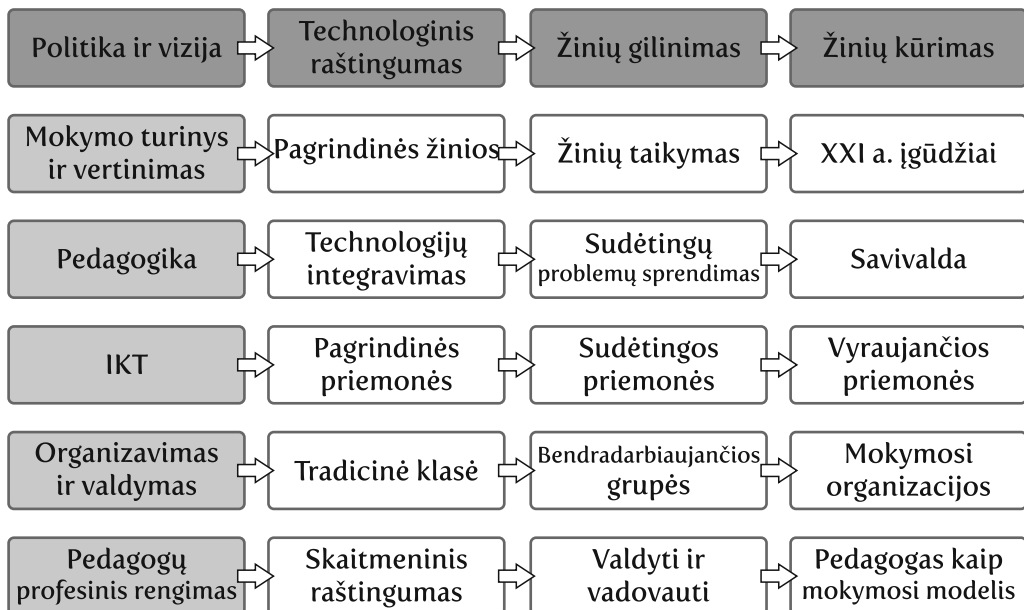 Politika ir vizija
Technologinis
raštingumas
Žinių gilinimas
Žinių kūrimas
Mokymo turinys
ir vertinimas
Pagrindinės žinios
Žinių taikymas
XXI a. įgūdžiai
Pedagogika
Technologijų
integravimas
Sudėtingų
problemų sprendimas
Savivalda
IKT
Pagrindinės
priemonės
Sudėtingos
priemonės
Vyraujančios
priemonės
Organizavimas
ir valdymas
Tradicinė klasė
Bendradarbiaujančios
grupės
Mokymosi
organizacijos
Pedagogų
profesinis rengimas
Skaitmeninis
raštingumas
Valdyti ir
vadovauti
Pedagogas kaip
mokymosi modelis